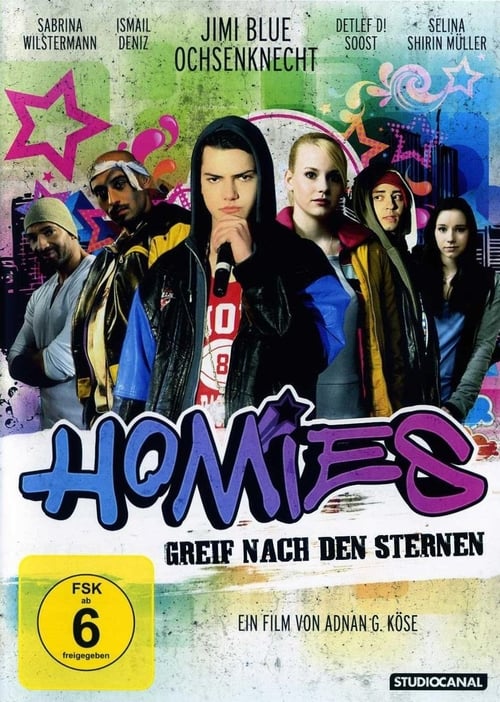 SABRINA
WILSTERMANN
ISMAIL
DENIZ
JIMI BLUE
OCHSENKNECHT
DETLEF D!
SOOST
SELINA
SHIRIN MÜLLER
HOMIES
GREIF NACH DEN STERNEN
FSK
ab
6
freigegeben
EIN FILM VON ADNAN G. KÖSE
STUDIOCANAL